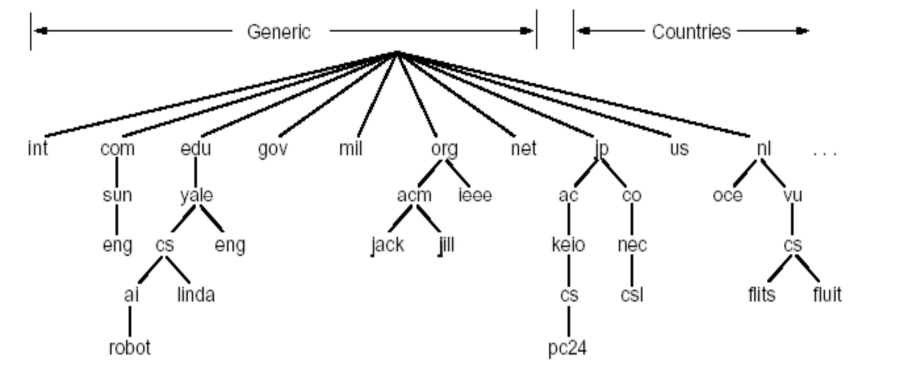 Generic Countries
int com edu gov mil org net jp us nl ...
sun yale acm ieee ac co oce vu
eng cs eng jack jill keio nec cs
ai linda cs csl flits fluit
robot pc24